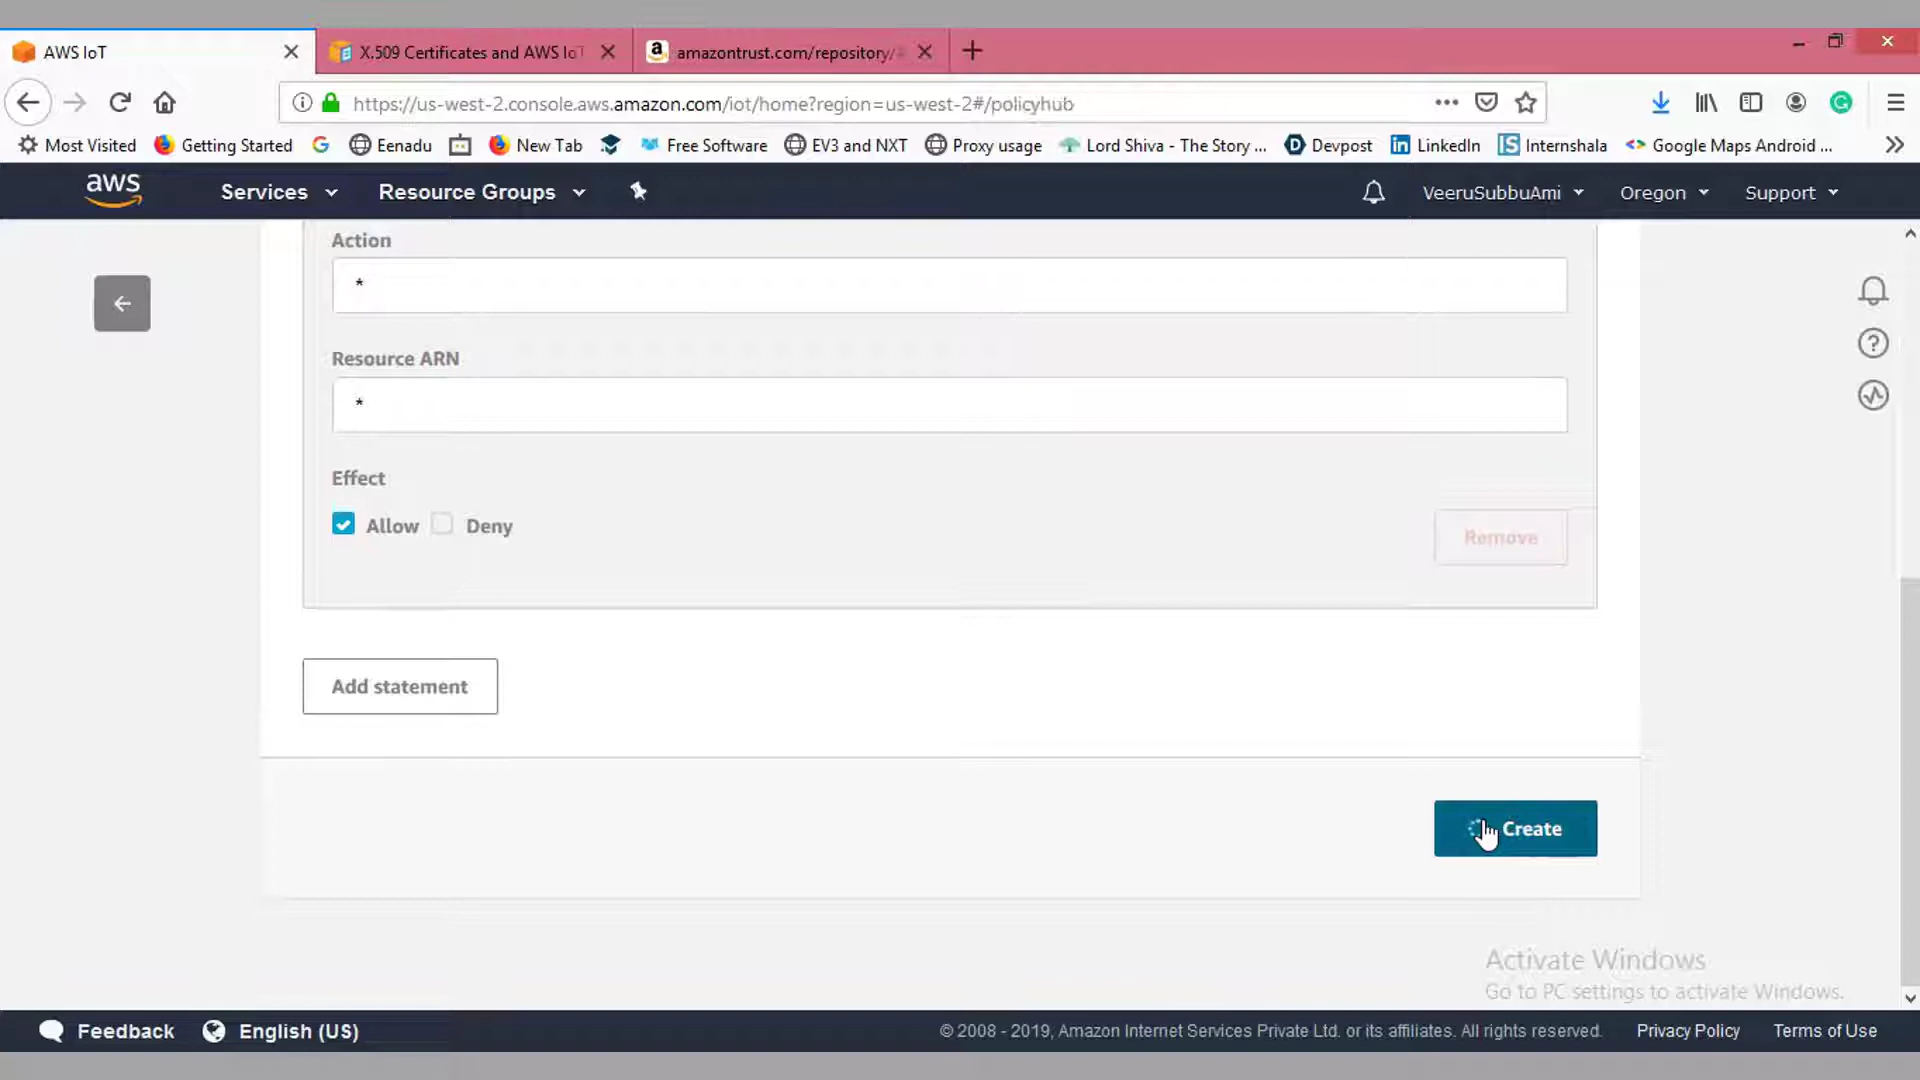 AWS IoT
X.509 Certificates and AWS IoT
amazontrust.com/repository/
https://us-west-2.console.aws.amazon.com/iot/home?region=us-west-2#/policyhub
Most Visited
Getting Started
Eenadu
New Tab
Free Software
EV3 and NXT
Proxy usage
Lord Shiva - The Story ...
Devpost
LinkedIn
Internshala
Google Maps Android ...
aws
Services
Resource Groups
VeeruSubbuAmi
Oregon
Support
Action
*
Resource ARN
*
Effect
Allow
Deny
Remove
Add statement
Create
Activate Windows
Go to PC settings to activate Windows.
Feedback
English (US)
© 2008 - 2019, Amazon Internet Services Private Ltd. or its affiliates. All rights reserved.
Privacy Policy
Terms of Use